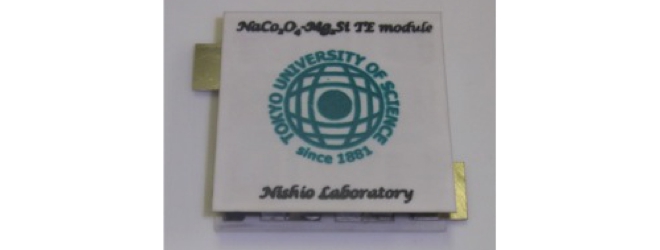 NaCo₂O₄-Mg₂Si TE module
TOKYO UNIVERSITY OF SCIENCE
since 1881
Nishio Laboratory